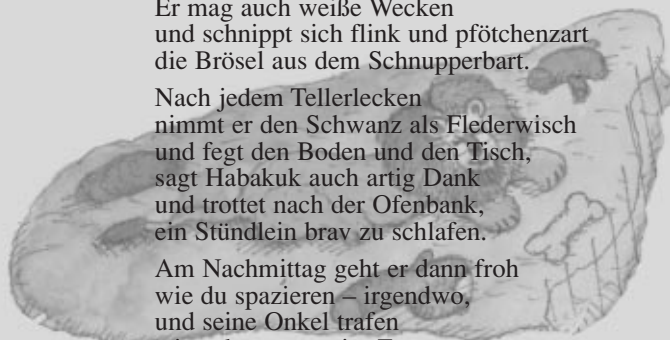 Er mag auch weiße Wecken
und schnippt sich flink und pfötchenzart
die Brösel aus dem Schnupperbart.
Nach jedem Tellerlecken
nimmt er den Schwanz als Flederwisch
und fegt den Boden und den Tisch,
sagt Habakuk auch artig Dank
und trottet nach der Ofenbank,
ein Stündlein brav zu schlafen.
Am Nachmittag geht er dann froh
wie du spazieren – irgendwo,
und seine Onkel trafen